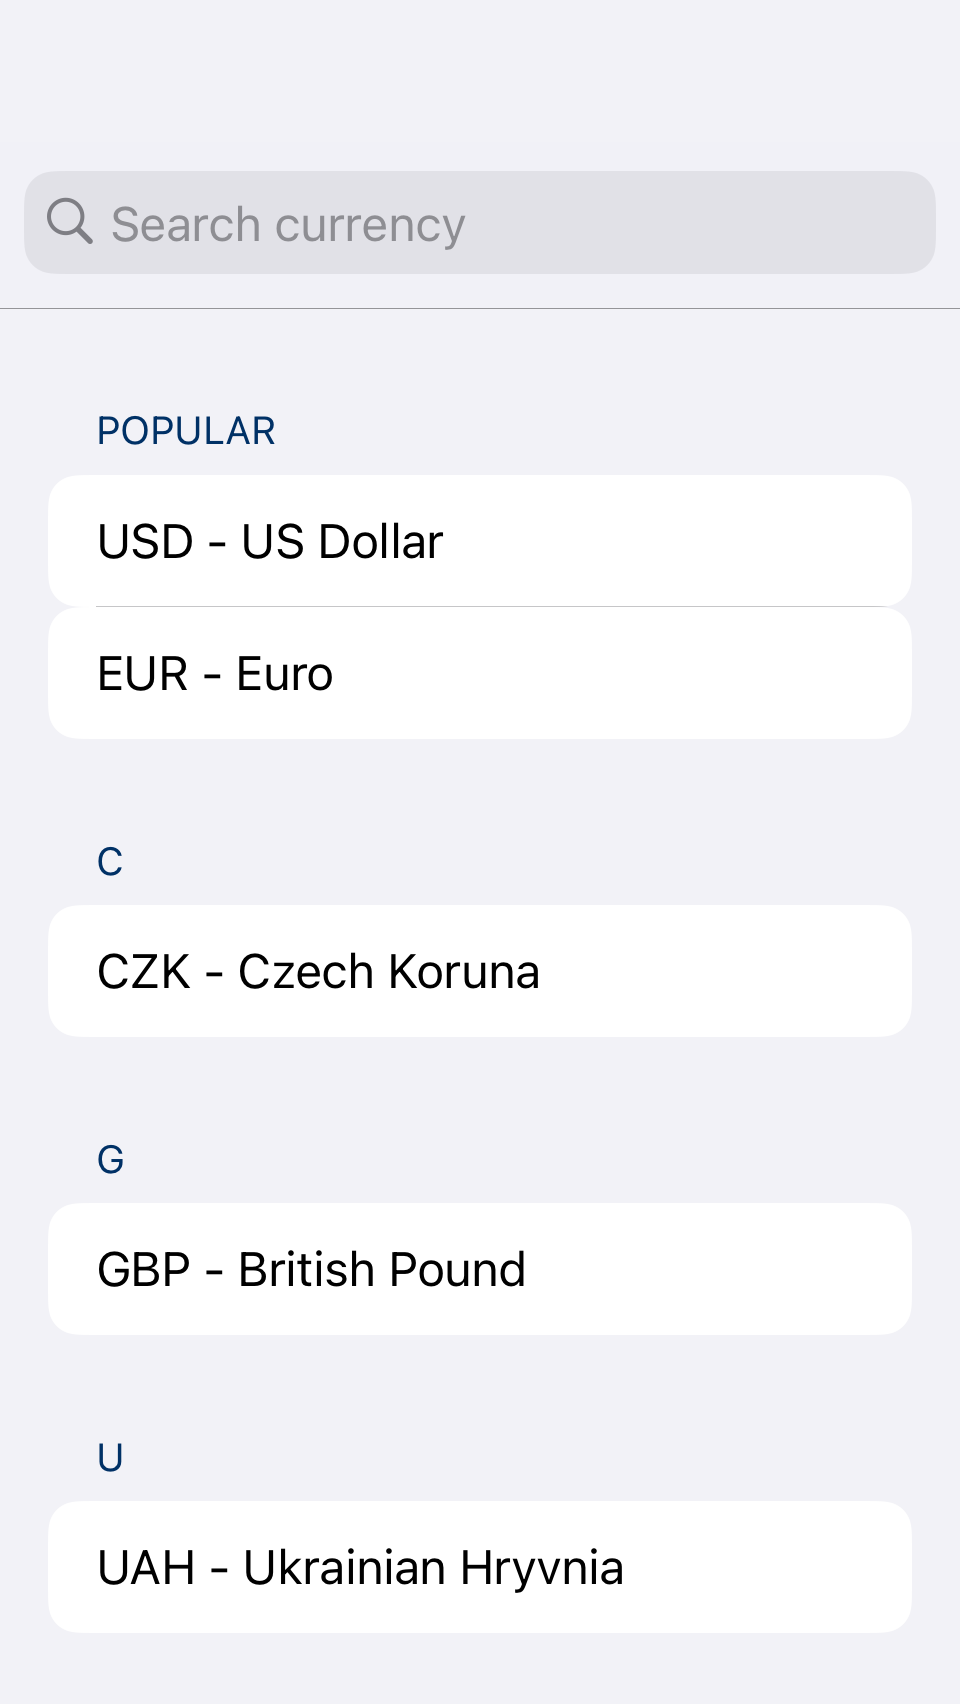 Search currency
POPULAR
USD - US Dollar
EUR - Euro
C
CZK - Czech Koruna
G
GBP - British Pound
U
UAH - Ukrainian Hryvnia